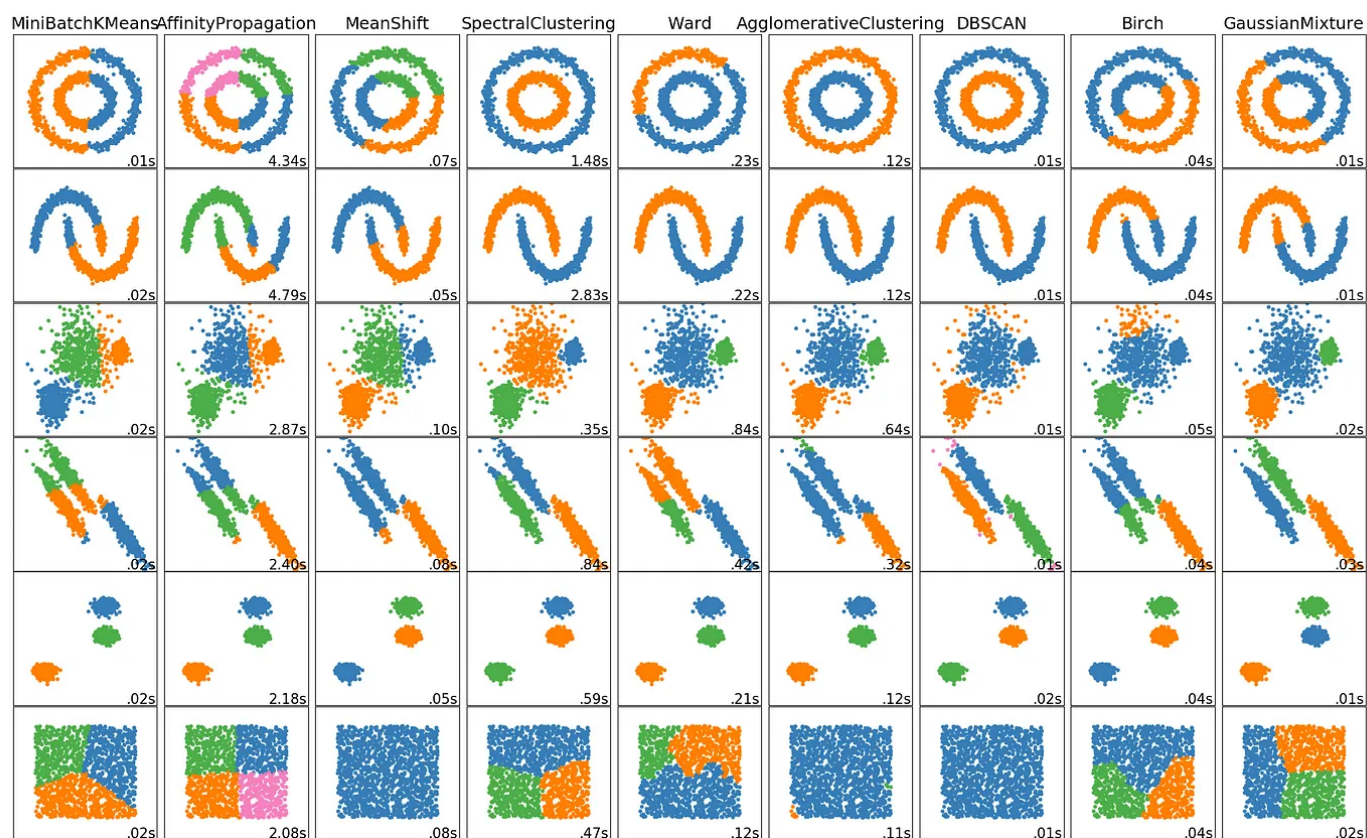 MiniBatchKMeans AffinityPropagation MeanShift SpectralClustering Ward AgglomerativeClustering DBSCAN Birch GaussianMixture
.01s 4.34s .07s 1.48s .23s .12s .01s .04s .01s
.02s 4.79s .05s 2.83s .22s .12s .01s .04s .01s
.02s 2.87s .10s .35s .84s .64s .01s .05s .02s
.02s 2.40s .08s .84s .42s .32s .01s .04s .03s
.02s 2.18s .05s .59s .21s .12s .02s .04s .01s
.02s 2.08s .08s .47s .12s .11s .01s .04s .02s